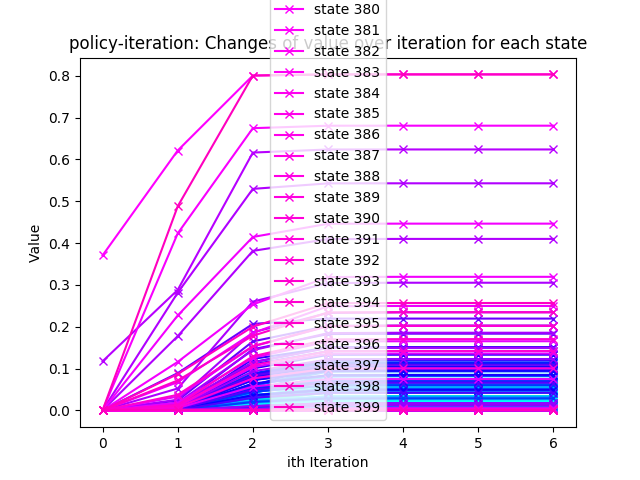 policy-iteration: Changes of value over iteration for each state
state 380
state 381
state 382
state 383
state 384
state 385
state 386
state 387
state 388
state 389
state 390
state 391
state 392
state 393
state 394
state 395
state 396
state 397
state 398
state 399
Value
0.8
0.7
0.6
0.5
0.4
0.3
0.2
0.1
0.0
0 1 2 3 4 5 6
ith Iteration